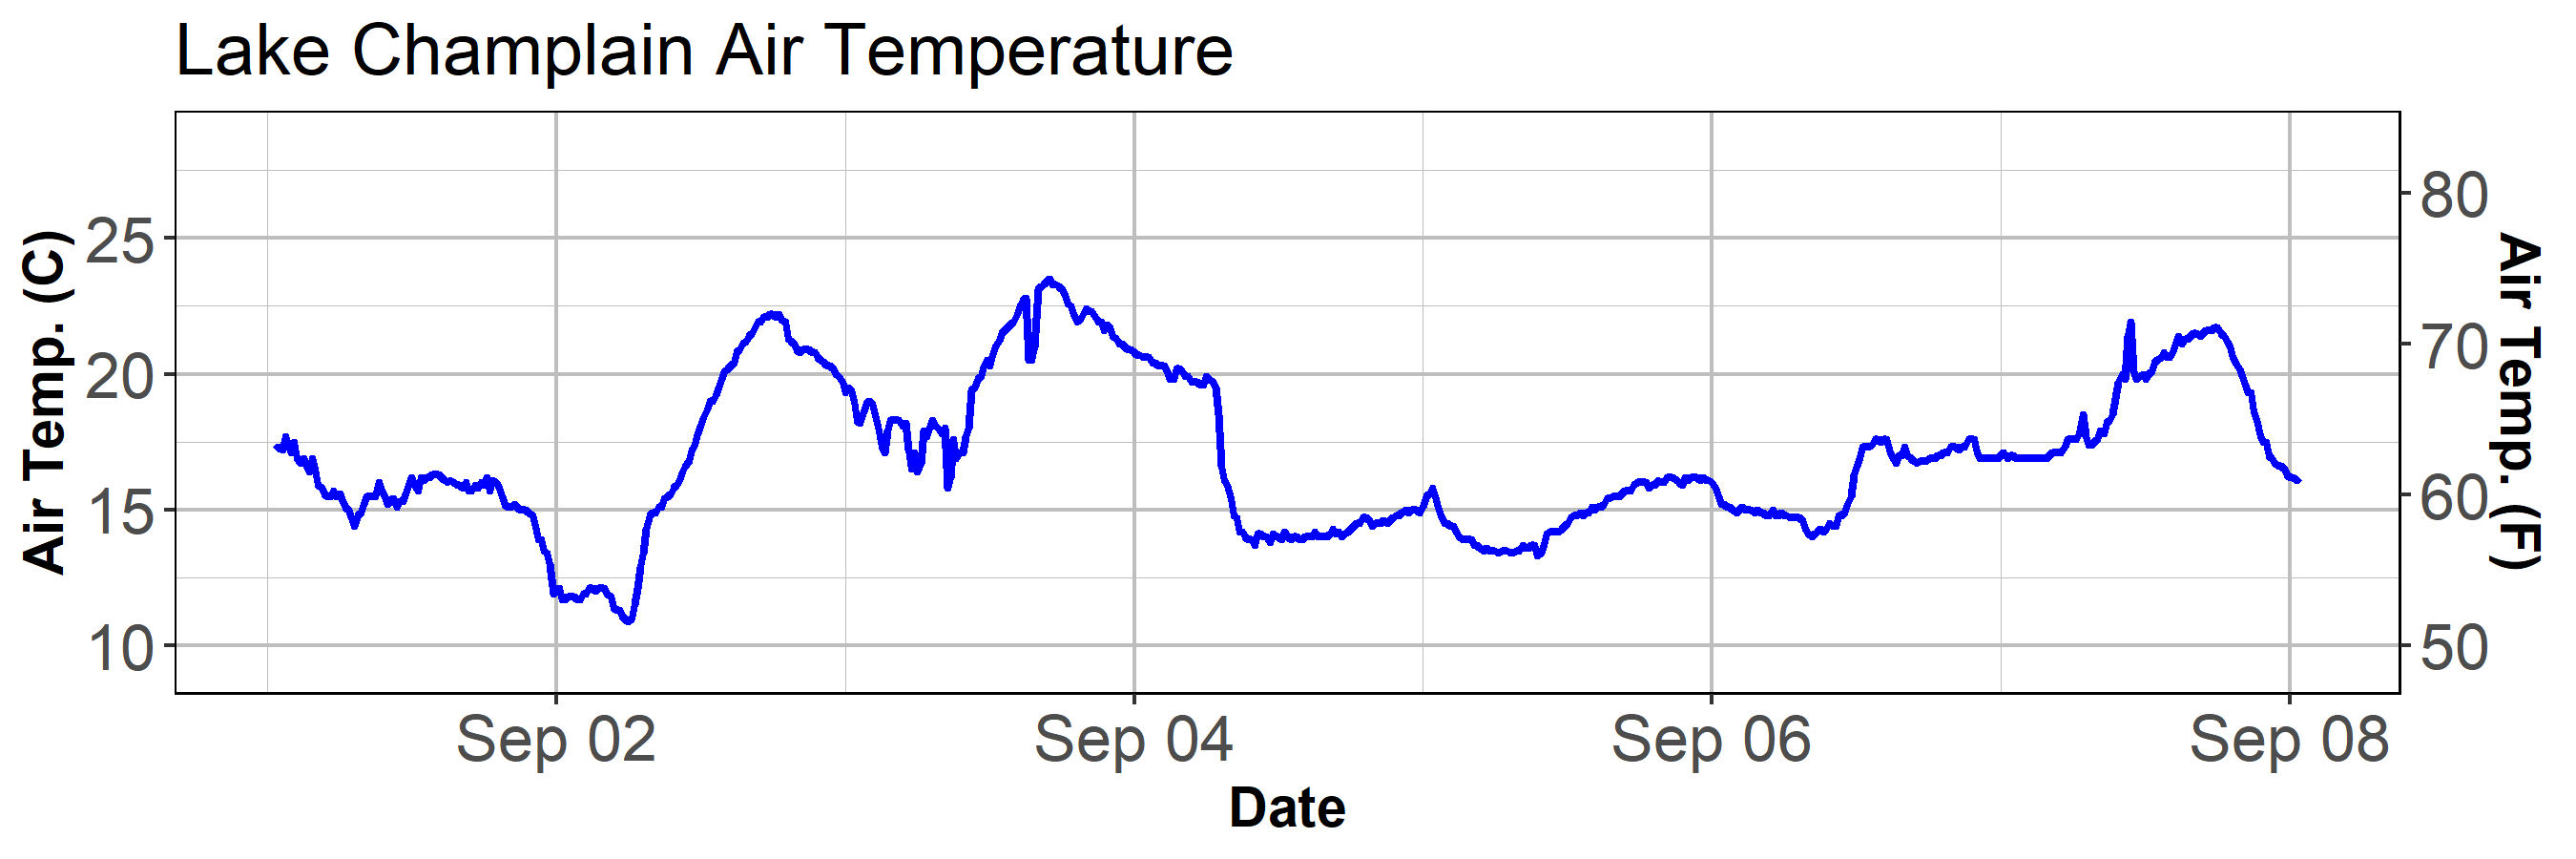 Lake Champlain Air Temperature
Air Temp. (C)
25
20
15
10
80
70
60
50
Air Temp. (F)
Sep 02
Sep 04
Sep 06
Sep 08
Date